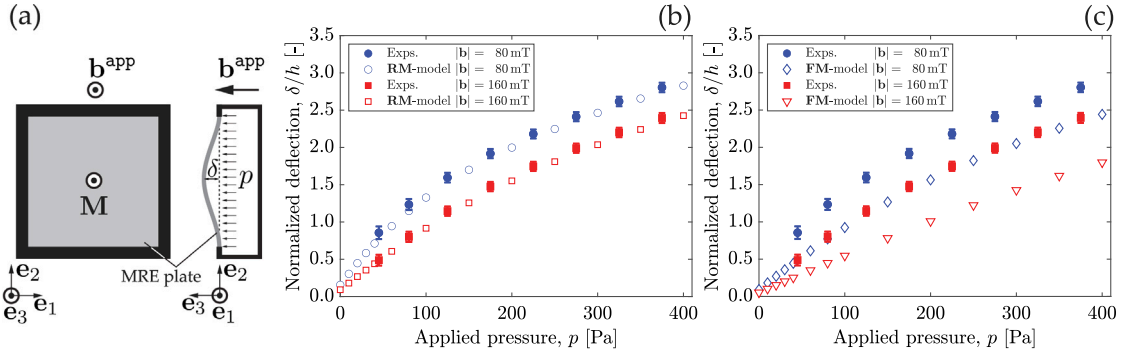 (a)
b^app
b^app
δ
p
M
MRE plate
e₂
e₃
e₁
e₂
e₃
e₁
(b)
Normalized deflection, δ/h [-]
3.5
3.0
2.5
2.0
1.5
1.0
0.5
0.0
Exps. |b| = 80 mT
RM-model |b| = 80 mT
Exps. |b| = 160 mT
RM-model |b| = 160 mT
0 100 200 300 400
Applied pressure, p [Pa]
(c)
Normalized deflection, δ/h [-]
3.5
3.0
2.5
2.0
1.5
1.0
0.5
0.0
Exps. |b| = 80 mT
FM-model |b| = 80 mT
Exps. |b| = 160 mT
FM-model |b| = 160 mT
0 100 200 300 400
Applied pressure, p [Pa]